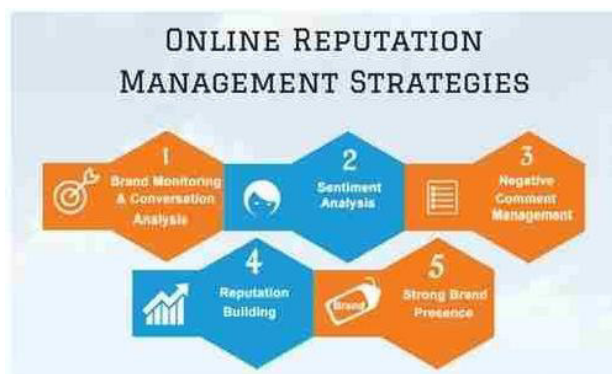 ONLINE REPUTATION
MANAGEMENT STRATEGIES
1
Brand Monitoring
& Conversation
Analysis
2
Sentiment
Analysis
3
Negative
Comment
Management
4
Reputation
Building
Brand
5
Strong Brand
Presence